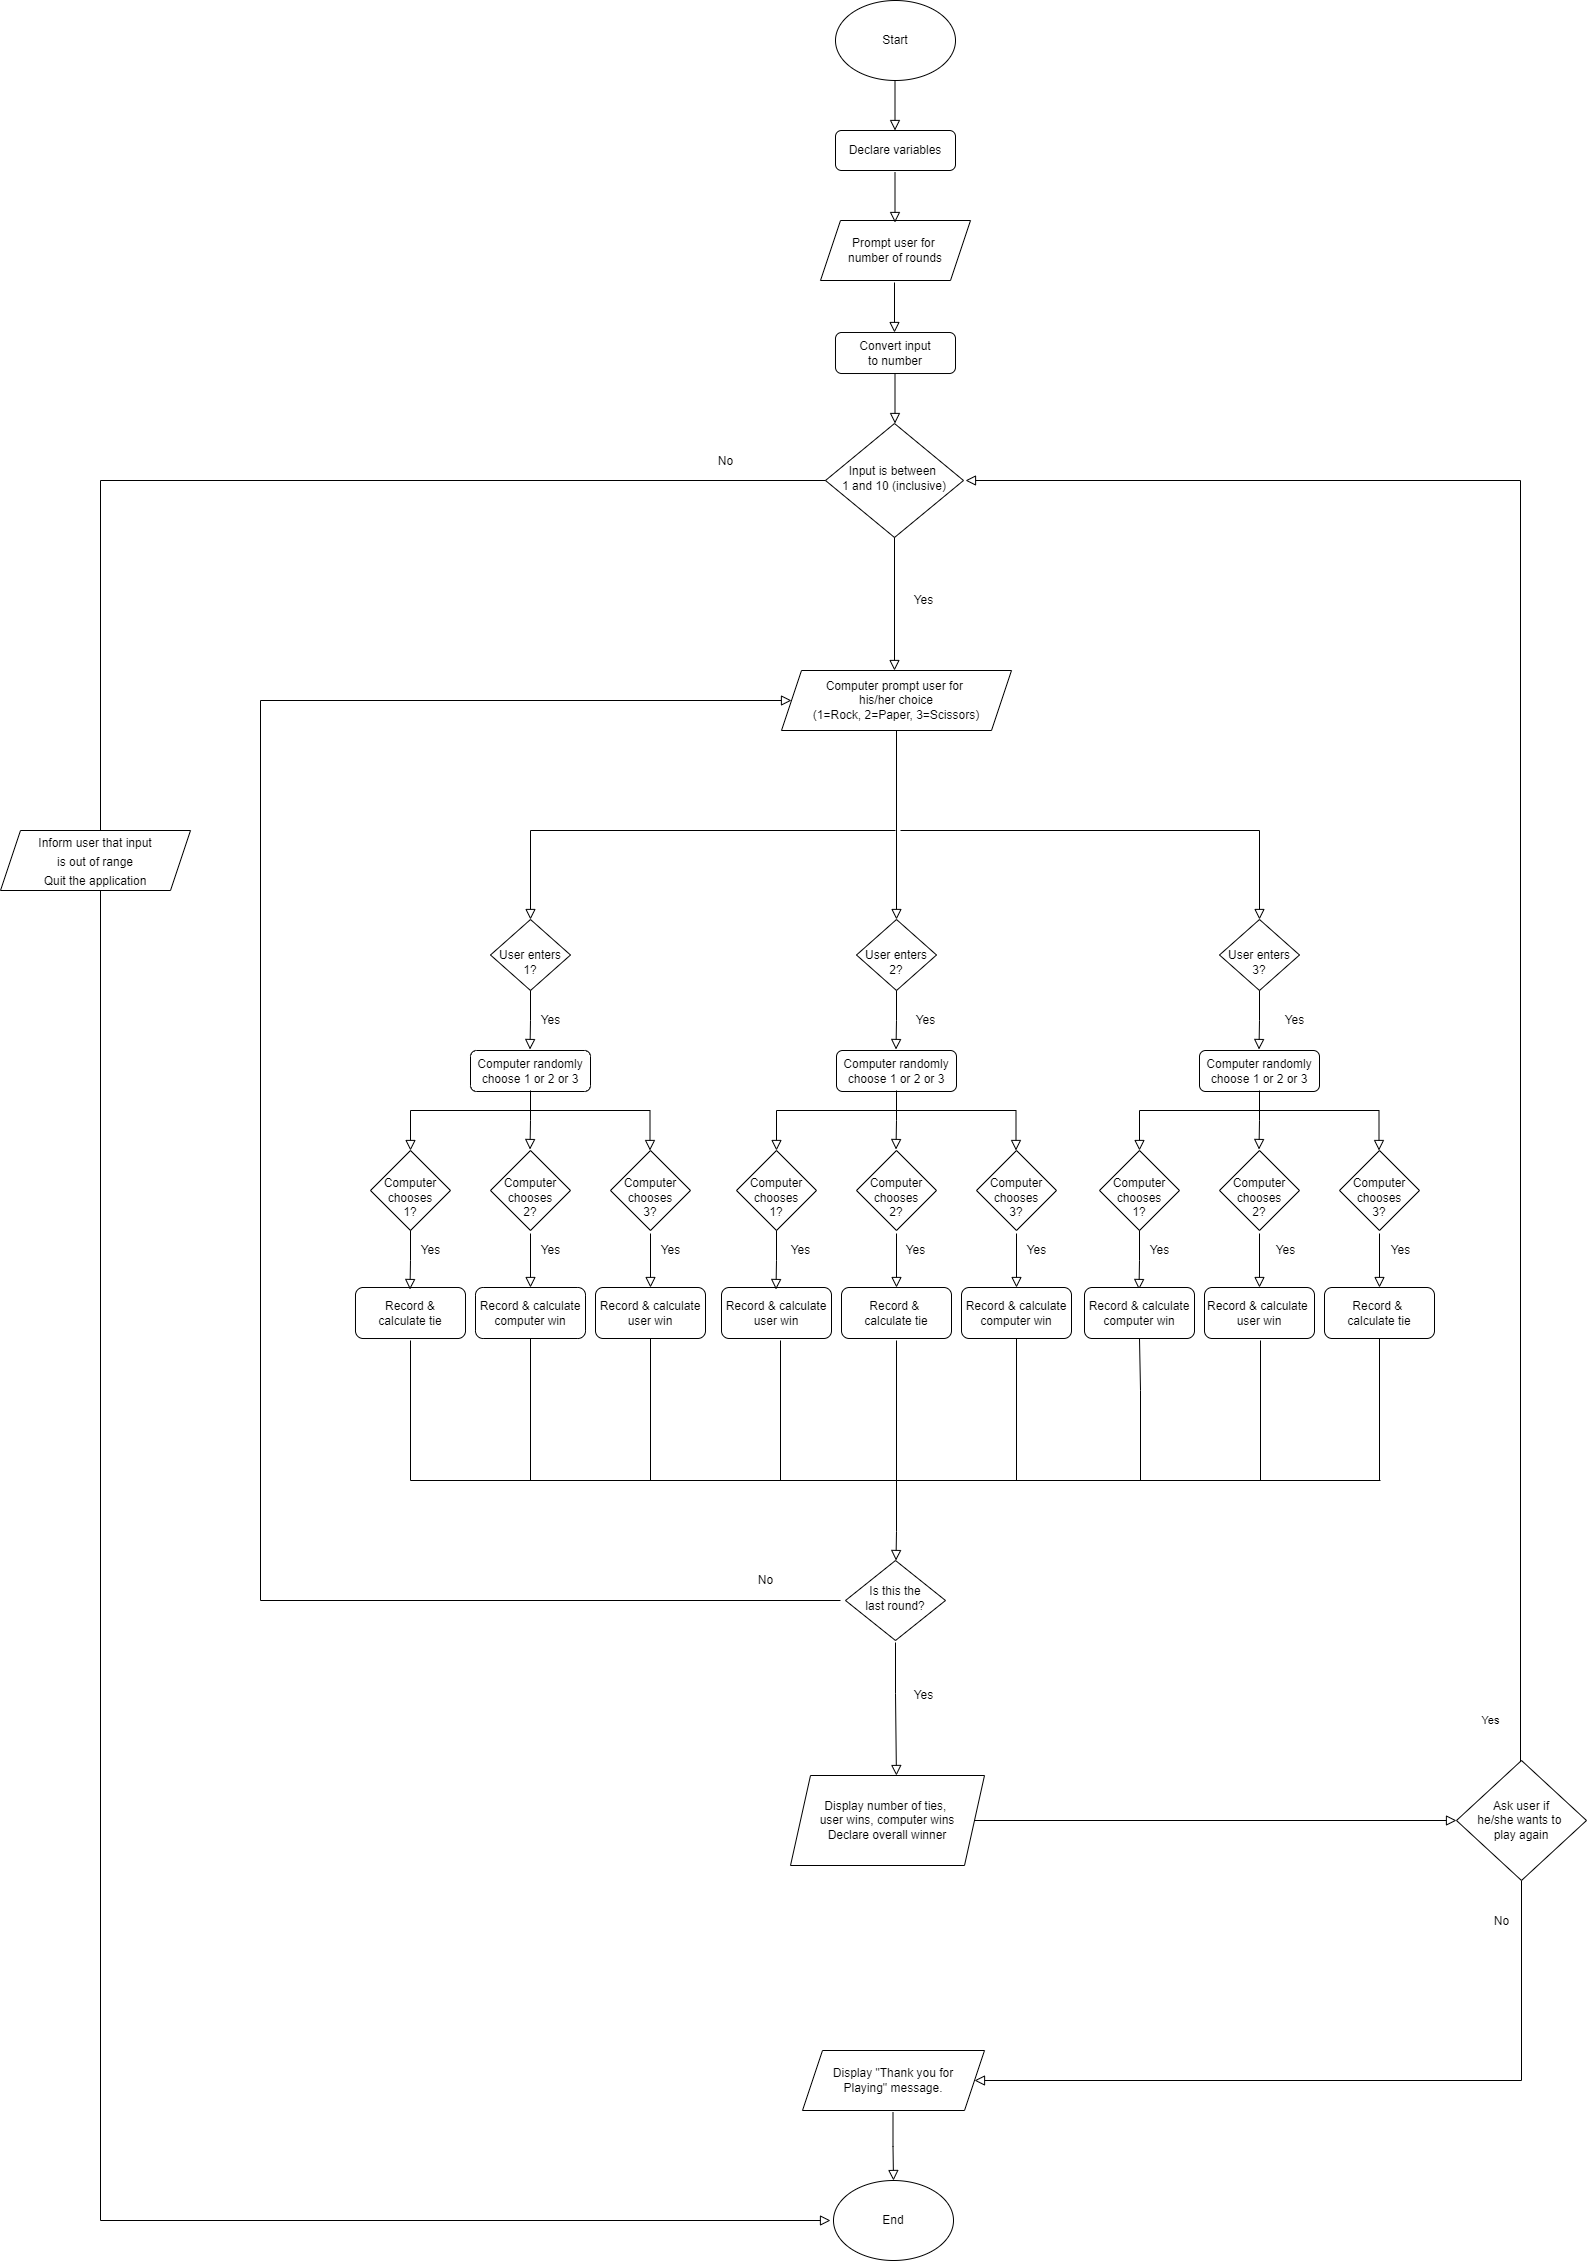 Start
Declare variables
Prompt user for
number of rounds
Convert input
to number
No
Input is between
1 and 10 (inclusive)
Yes
Computer prompt user for
his/her choice
(1=Rock, 2=Paper, 3=Scissors)
Inform user that input
is out of range
Quit the application
User enters
1?
User enters
2?
User enters
3?
Yes
Yes
Yes
Computer randomly
choose 1 or 2 or 3
Computer randomly
choose 1 or 2 or 3
Computer randomly
choose 1 or 2 or 3
Computer
chooses
1?
Computer
chooses
2?
Computer
chooses
3?
Computer
chooses
1?
Computer
chooses
2?
Computer
chooses
3?
Computer
chooses
1?
Computer
chooses
2?
Computer
chooses
3?
Yes
Yes
Yes
Yes
Yes
Yes
Yes
Yes
Yes
Record &
calculate tie
Record & calculate
computer win
Record & calculate
user win
Record & calculate
user win
Record &
calculate tie
Record & calculate
computer win
Record & calculate
computer win
Record & calculate
user win
Record &
calculate tie
No
Is this the
last round?
Yes
Yes
Display number of ties,
user wins, computer wins
Declare overall winner
Ask user if
he/she wants to
play again
No
Display "Thank you for
Playing" message.
End